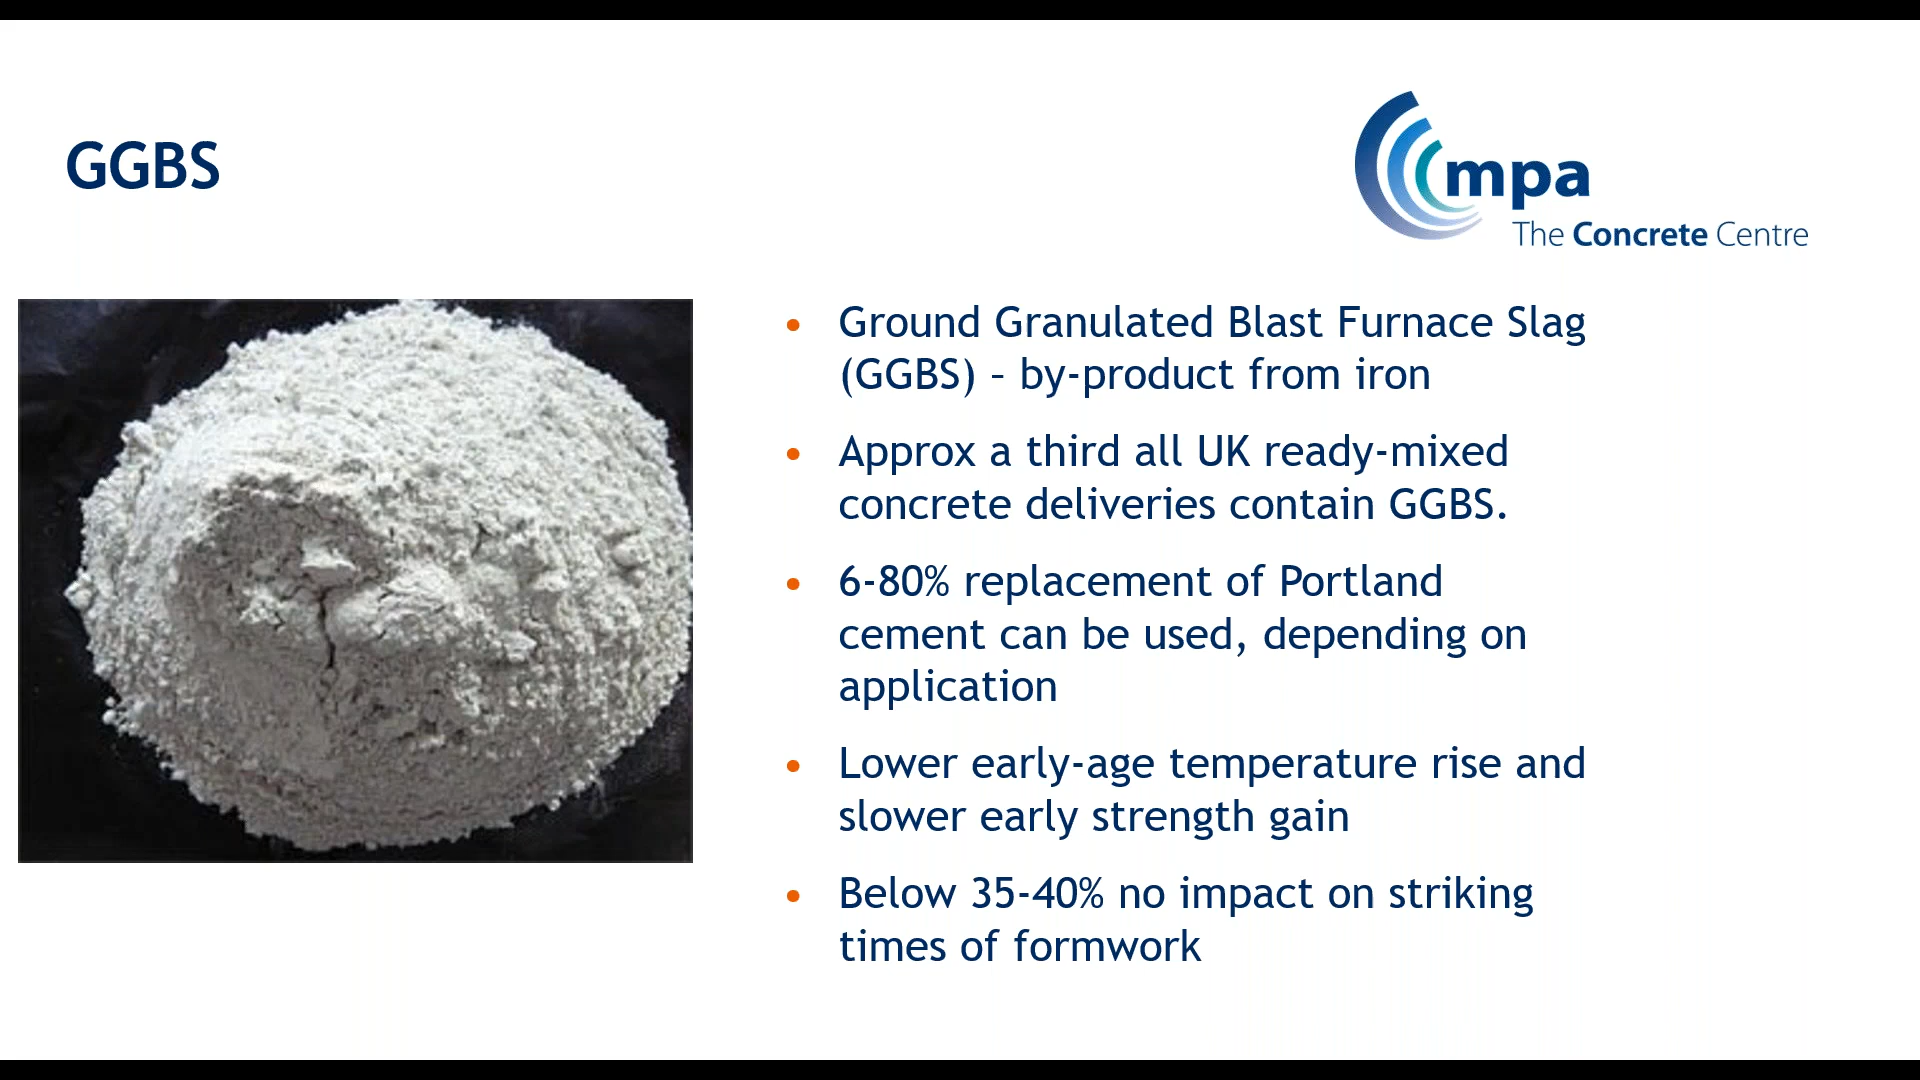 GGBS
mpa
The Concrete Centre
• Ground Granulated Blast Furnace Slag
(GGBS) – by-product from iron
• Approx a third all UK ready-mixed
concrete deliveries contain GGBS.
• 6-80% replacement of Portland
cement can be used, depending on
application
• Lower early-age temperature rise and
slower early strength gain
• Below 35-40% no impact on striking
times of formwork